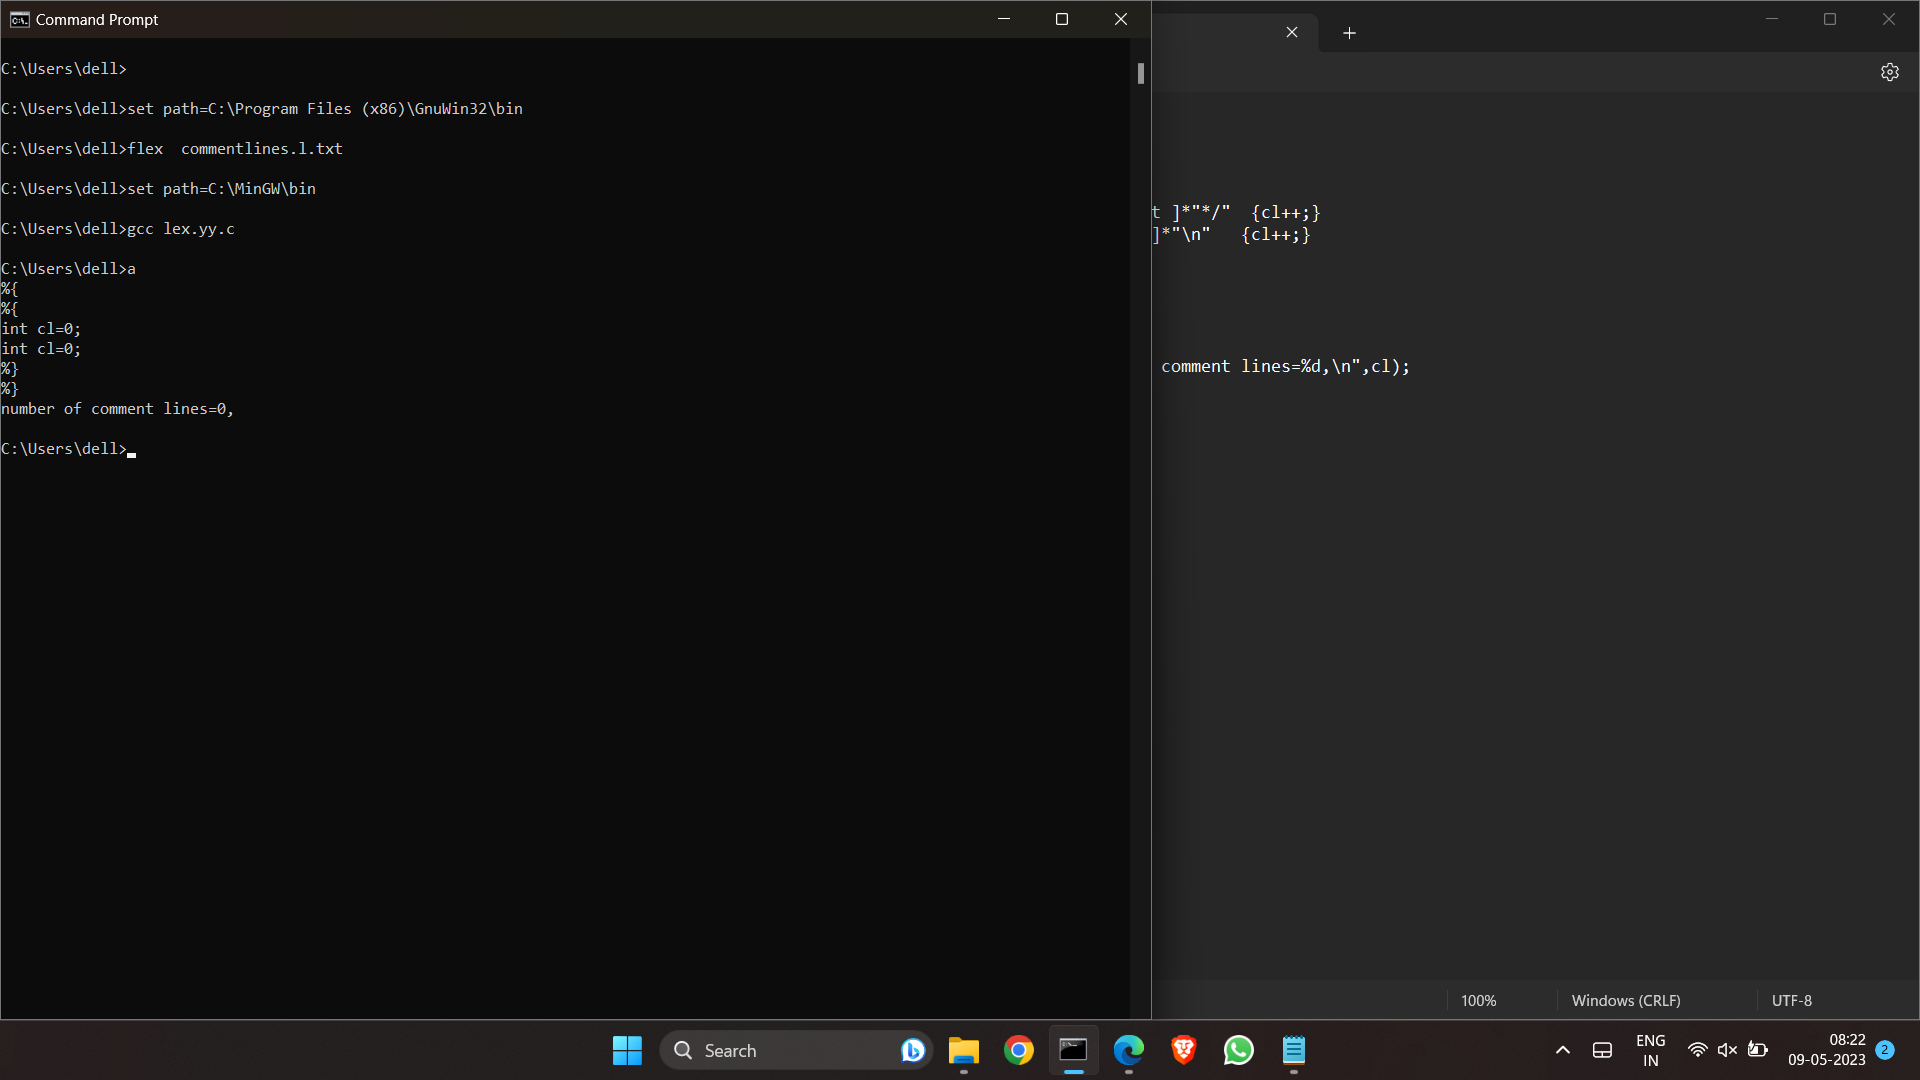 Command Prompt
C:\Users\dell>
C:\Users\dell>set path=C:\Program Files (x86)\GnuWin32\bin
C:\Users\dell>flex  commentlines.l.txt
C:\Users\dell>set path=C:\MinGW\bin
C:\Users\dell>gcc lex.yy.c
C:\Users\dell>a
%{
%{
int cl=0;
int cl=0;
%}
%}
number of comment lines=0,
C:\Users\dell>
t ]*"*/"  {cl++;}
]*"\n"   {cl++;}
comment lines=%d,\n",cl);
100%
Windows (CRLF)
UTF-8
Search
ENG
IN
08:22
09-05-2023
2